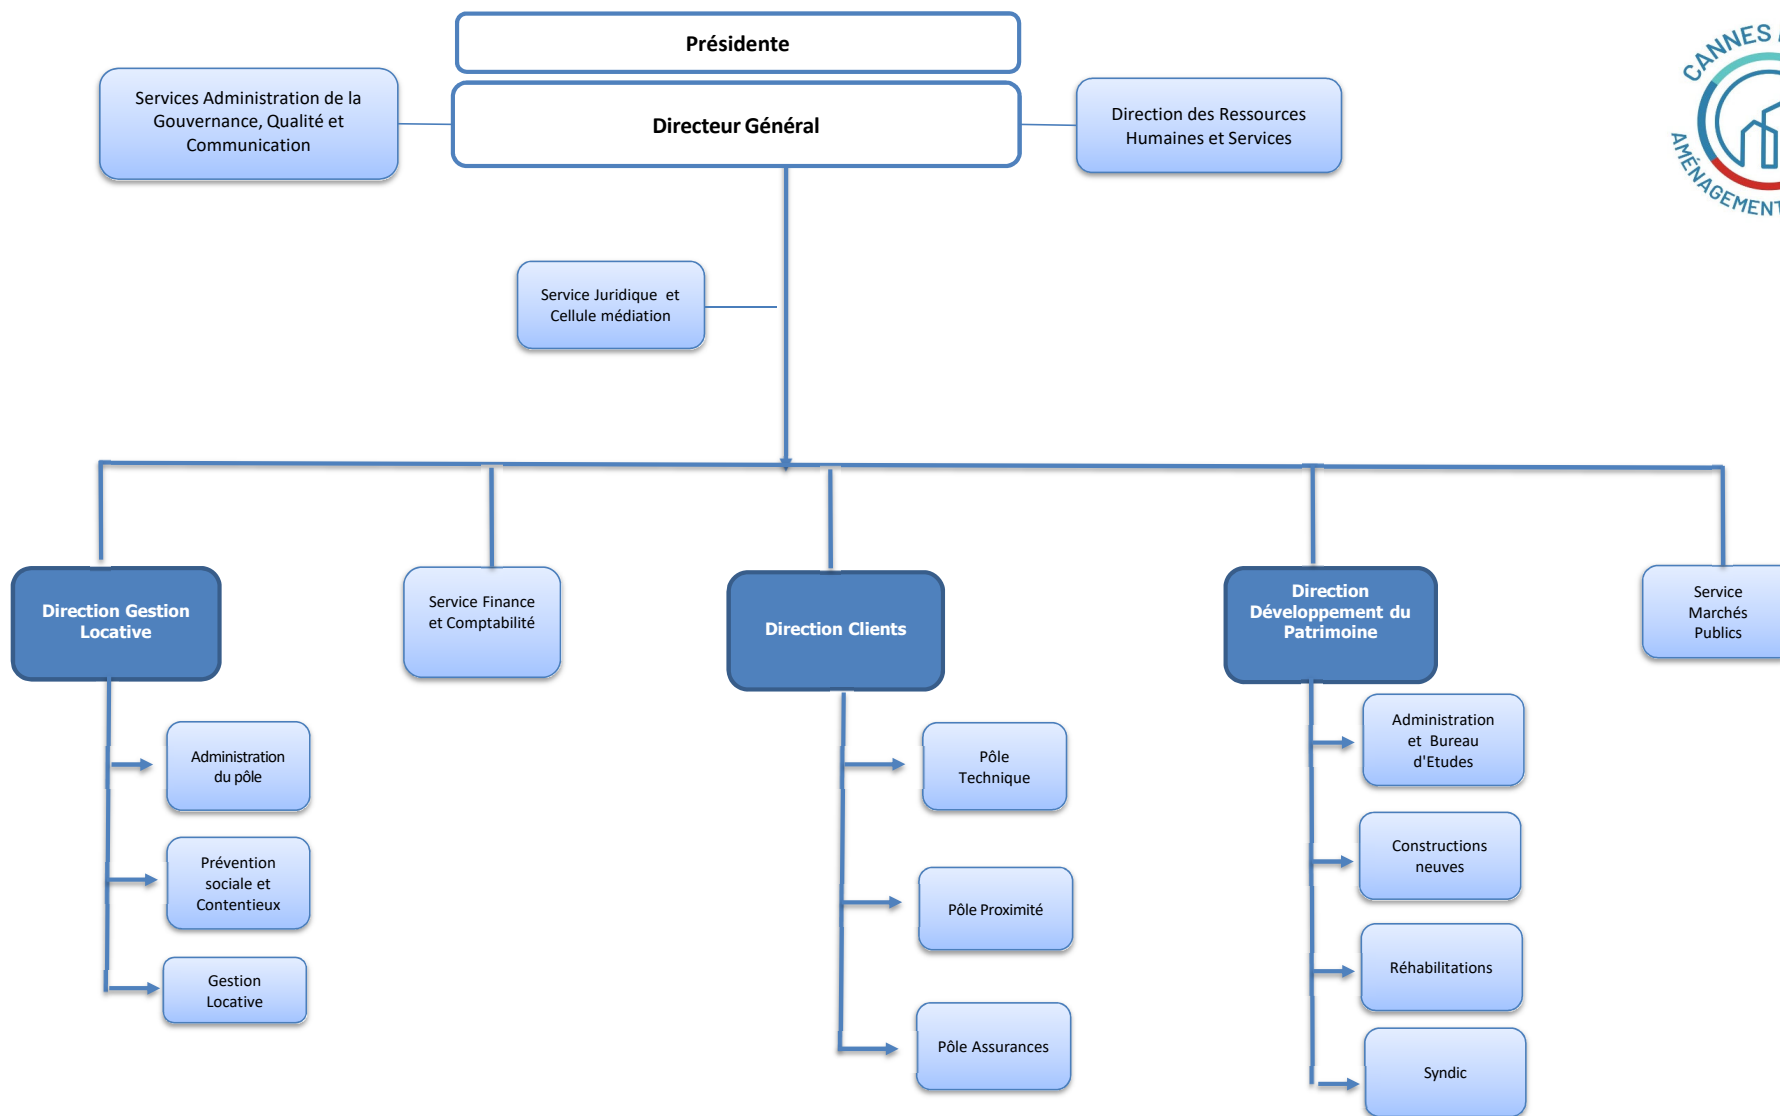 Présidente
CANNES
AMÉNAGEMENT
Services Administration de la
Gouvernance, Qualité et
Communication
Directeur Général
Direction des Ressources
Humaines et Services
Service Juridique et
Cellule médiation
Direction Gestion
Locative
Service Finance
et Comptabilité
Direction Clients
Direction
Développement du
Patrimoine
Service
Marchés
Publics
Administration
du pôle
Prévention
sociale et
Contentieux
Gestion
Locative
Pôle
Technique
Pôle Proximité
Pôle Assurances
Administration
et Bureau
d'Etudes
Constructions
neuves
Réhabilitations
Syndic